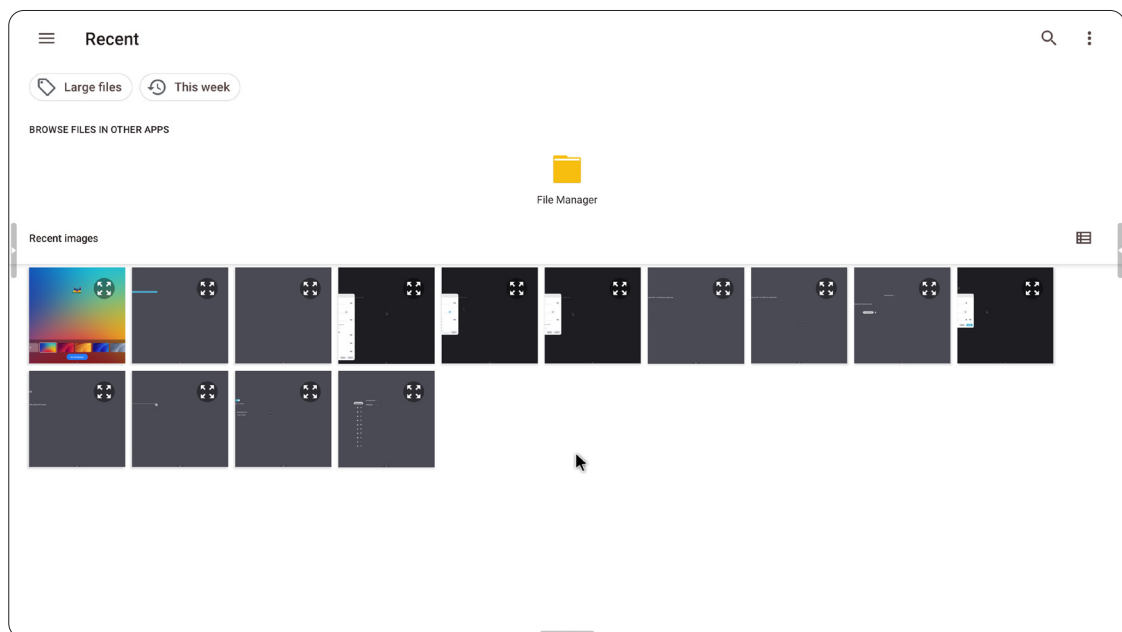 Recent
Large files
This week
BROWSE FILES IN OTHER APPS
File Manager
Recent images